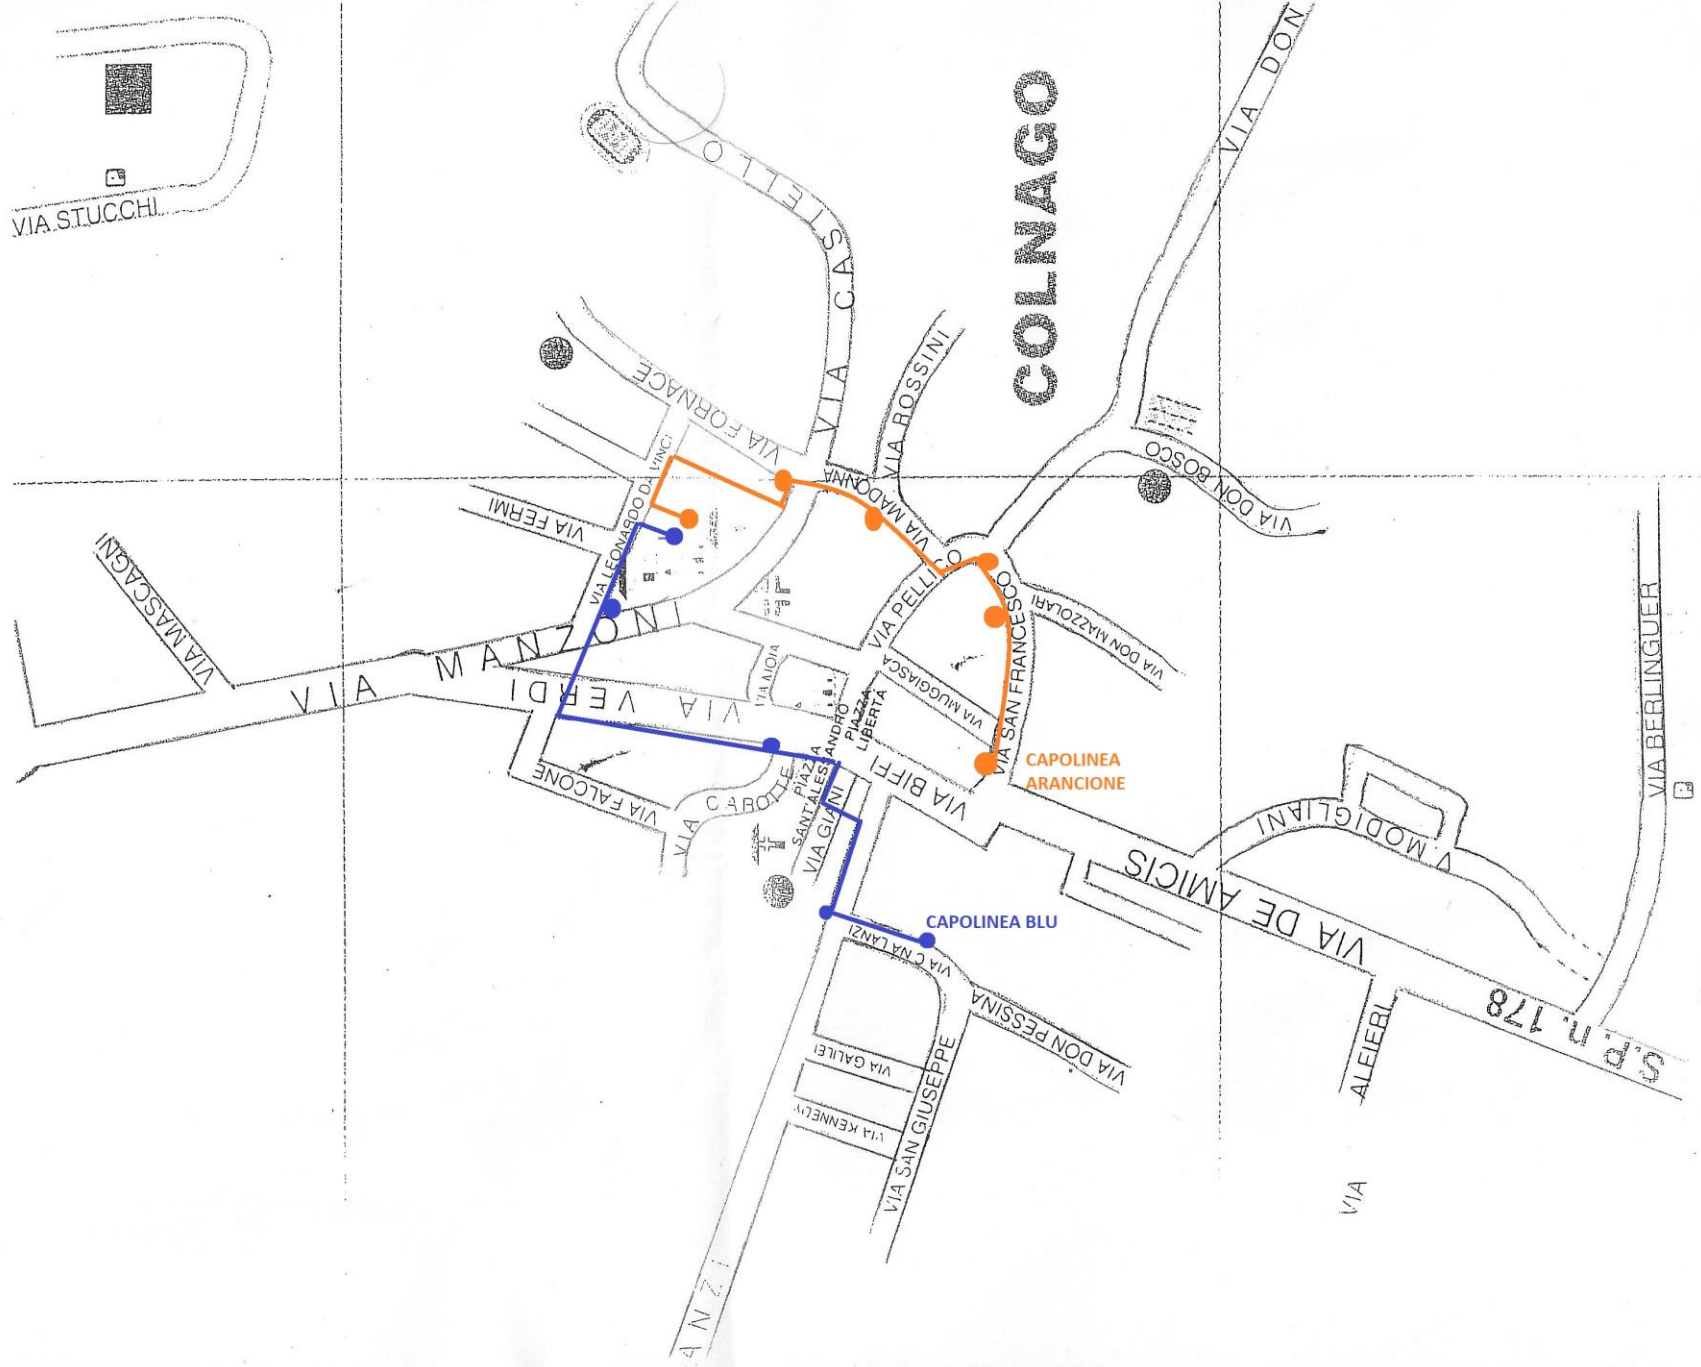 VIA STUCCHI
COLNAGO
VIA DON
VIA CASTELLO
VIA FORNACE
VIA ROSSINI
VIA DON BOSCO
VIA LEONARDO DA VINCI
VIA MADONNA
VIA FERMI
VIA MASCAGNI
VIA PELLICO
VIA SAN FRANCESCO
VIA DON MAZZOLARI
VIA MANZONI
VIA MOIA
VIA MUGGIASCA
VIA VERDI
PIAZZA
LIBERTÁ
PIAZZA
SANT'ALESSANDRO
VIA BERLINGUER
CAPOLINEA
ARANCIONE
VIA FALCONE
VIA CAROTTE
VIA GIANI
VIA BIFFI
V. MODIGLIANI
VIA DE AMICIS
CAPOLINEA BLU
VIA C.NA LANZI
VIA DON PESSINA
VIA GALILEI
VIA KENNEDY
VIA SAN GIUSEPPE
S.P. n. 178
VIA ALFIERI
ANZI